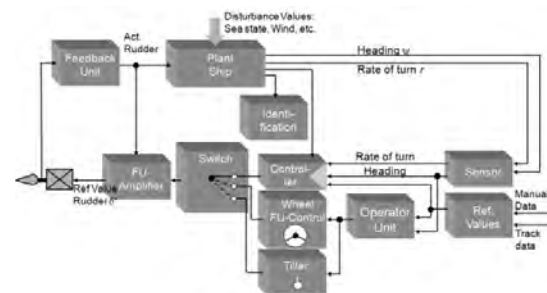 Disturbance Values:
Sea state, Wind, etc.
Act.
Rudder
Feedback
Unit
Plant
Ship
Heading ψ
Rate of turn r
Identi-
fication
Switch
FU-
Amplifier
Ref Value
Rudder δ
Control-
ler
Rate of turn
Heading
Sensor
Manual
Data
Wheel
FU-Control
Operator
Unit
Ref.
Values
Track
data
Tiller